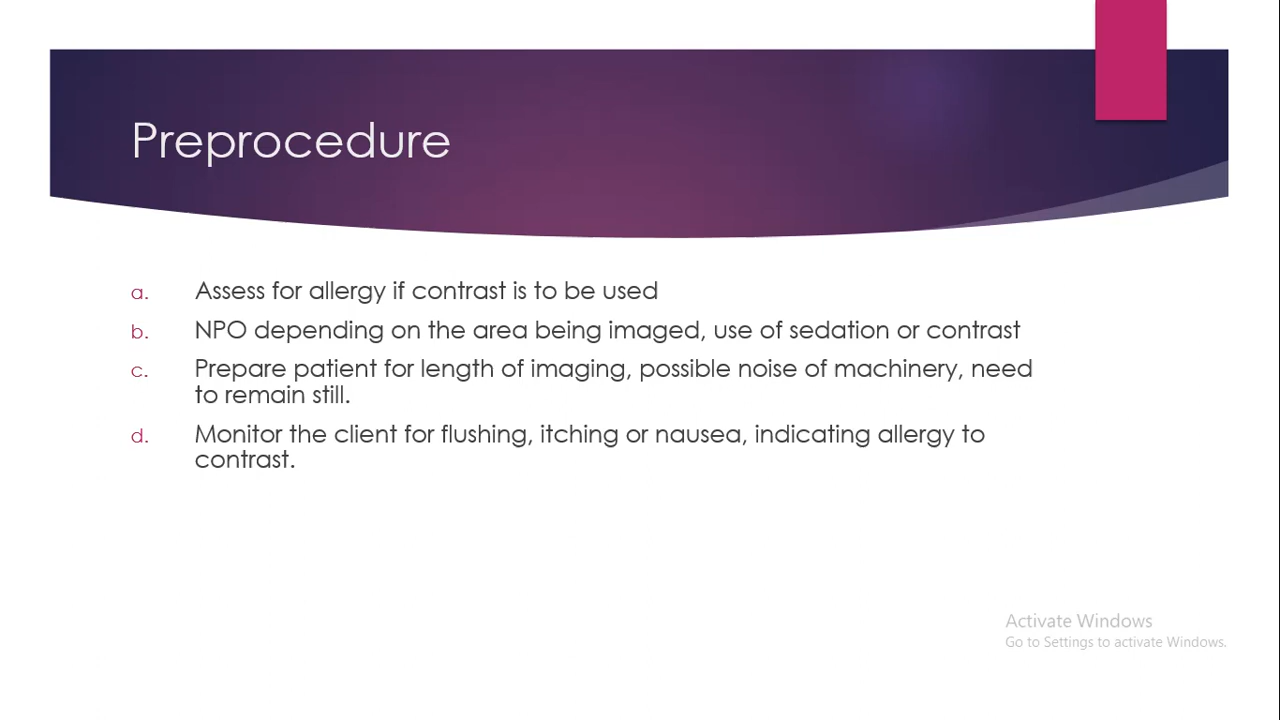 Preprocedure
a. Assess for allergy if contrast is to be used
b. NPO depending on the area being imaged, use of sedation or contrast
c. Prepare patient for length of imaging, possible noise of machinery, need
to remain still.
d. Monitor the client for flushing, itching or nausea, indicating allergy to
contrast.
Activate Windows
Go to Settings to activate Windows.